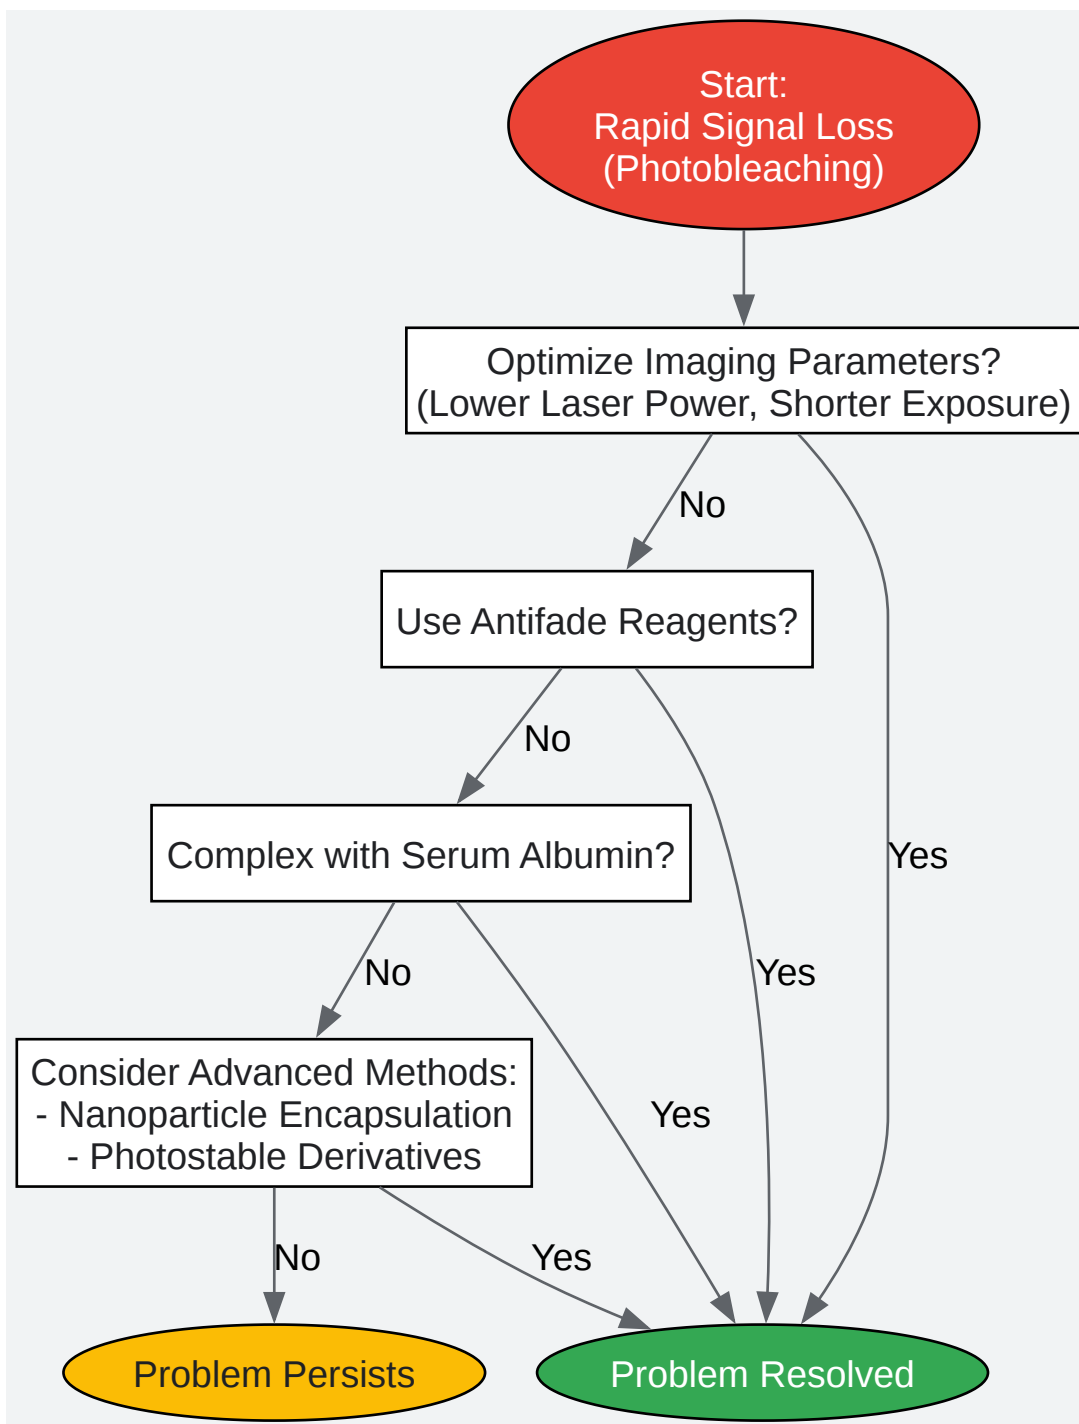 Start:
Rapid Signal Loss
(Photobleaching)
Optimize Imaging Parameters?
(Lower Laser Power, Shorter Exposure)
No
Use Antifade Reagents?
No
Complex with Serum Albumin?
Yes
No
Yes
Consider Advanced Methods:
- Nanoparticle Encapsulation
- Photostable Derivatives
Yes
No
Yes
Problem Persists
Problem Resolved